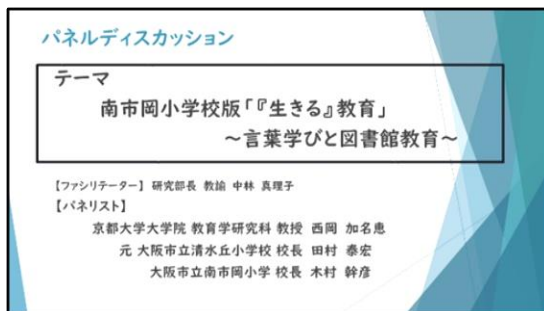 パネルディスカッション
テーマ
南市岡小学校版「『生きる』教育」
～言葉学びと図書館教育～
【ファシリテーター】 研究部長 教諭 中林 真理子
【パネリスト】
京都大学大学院 教育学研究科 教授 西岡 加名恵
元 大阪市立清水丘小学校 校長 田村 泰宏
大阪市立南市岡小学 校長 木村 幹彦